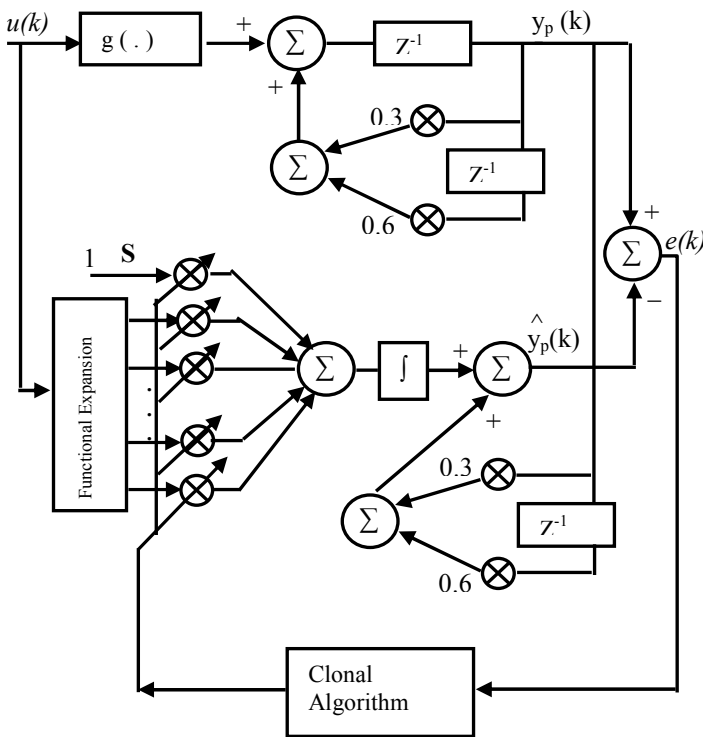 u(k)
g ( . )
+
Σ
Z⁻¹
yₚ (k)
+
0.3
Σ
Z⁻¹
0.6
+
Σ
e(k)
−
1
S
Functional Expansion
Σ
∫
+
Σ
^
yₚ(k)
+
0.3
Σ
Z⁻¹
0.6
Clonal
Algorithm